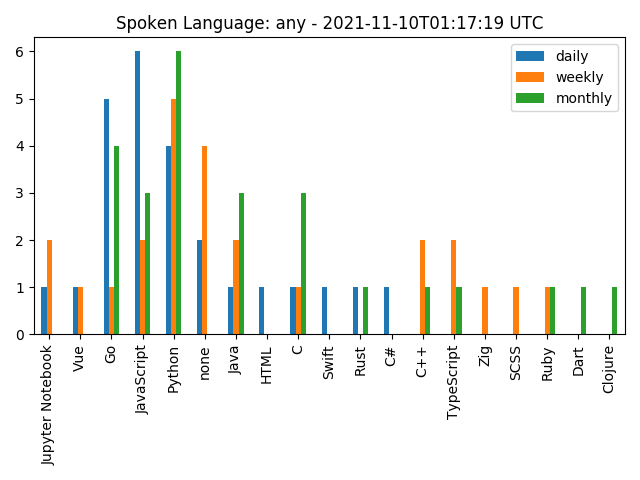 Spoken Language: any - 2021-11-10T01:17:19 UTC
daily
weekly
monthly
6
5
4
3
2
1
0
Jupyter Notebook
Vue
Go
JavaScript
Python
none
Java
HTML
C
Swift
Rust
C#
C++
TypeScript
Zig
SCSS
Ruby
Dart
Clojure